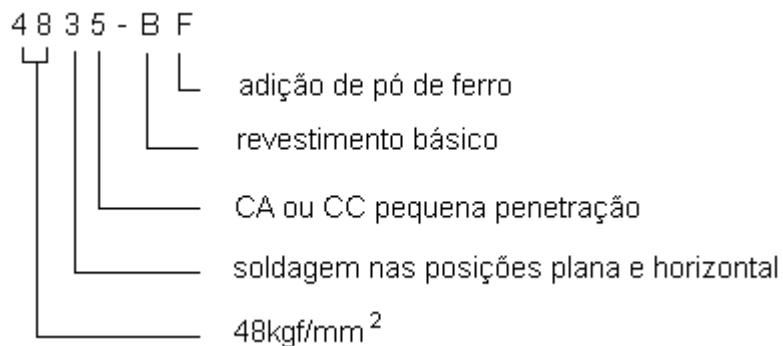 4 8 3 5 - B F
adição de pó de ferro
revestimento básico
CA ou CC pequena penetração
soldagem nas posições plana e horizontal
48kgf/mm²